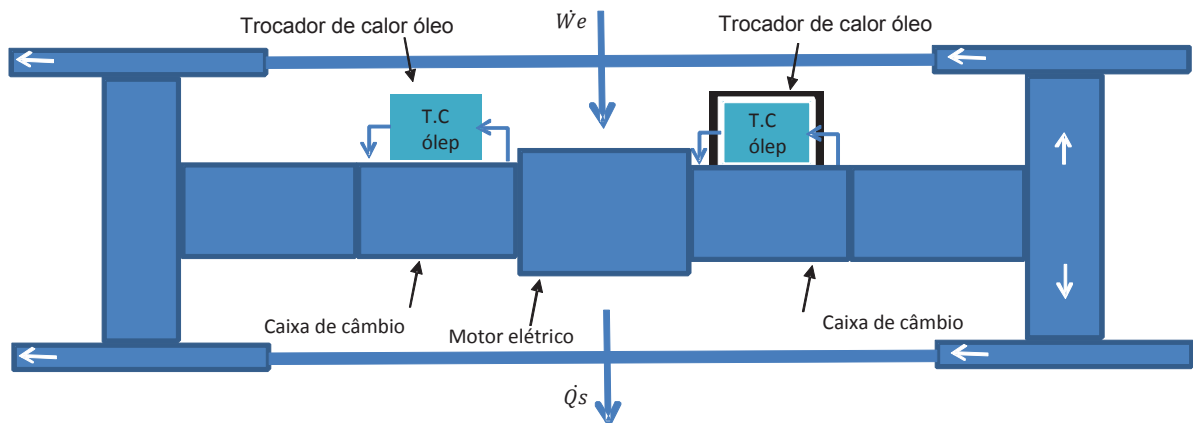 Ẇe
Trocador de calor óleo
Trocador de calor óleo
T.C
ólep
T.C
ólep
Caixa de câmbio
Motor elétrico
Caixa de câmbio
Q̇s